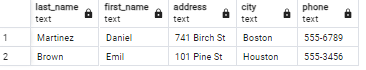 last_name first_name address city phone
text text text text text
1 Martinez Daniel 741 Birch St Boston 555-6789
2 Brown Emil 101 Pine St Houston 555-3456